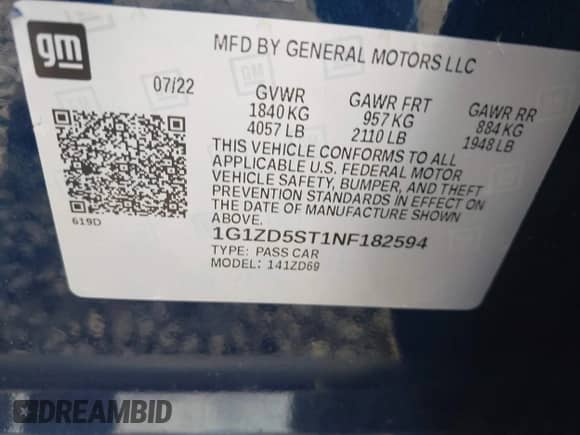 gm
MFD BY GENERAL MOTORS LLC
07/22
GVWR GAWR FRT GAWR RR
1840 KG 957 KG 884 KG
4057 LB 2110 LB 1948 LB
THIS VEHICLE CONFORMS TO ALL
APPLICABLE U.S. FEDERAL MOTOR
VEHICLE SAFETY, BUMPER, AND THEFT
PREVENTION STANDARDS IN EFFECT ON
THE DATE OF MANUFACTURE SHOWN
ABOVE.
619D
1G1ZD5ST1NF182594
TYPE: PASS CAR
MODEL: 141ZD69
DREAMBID